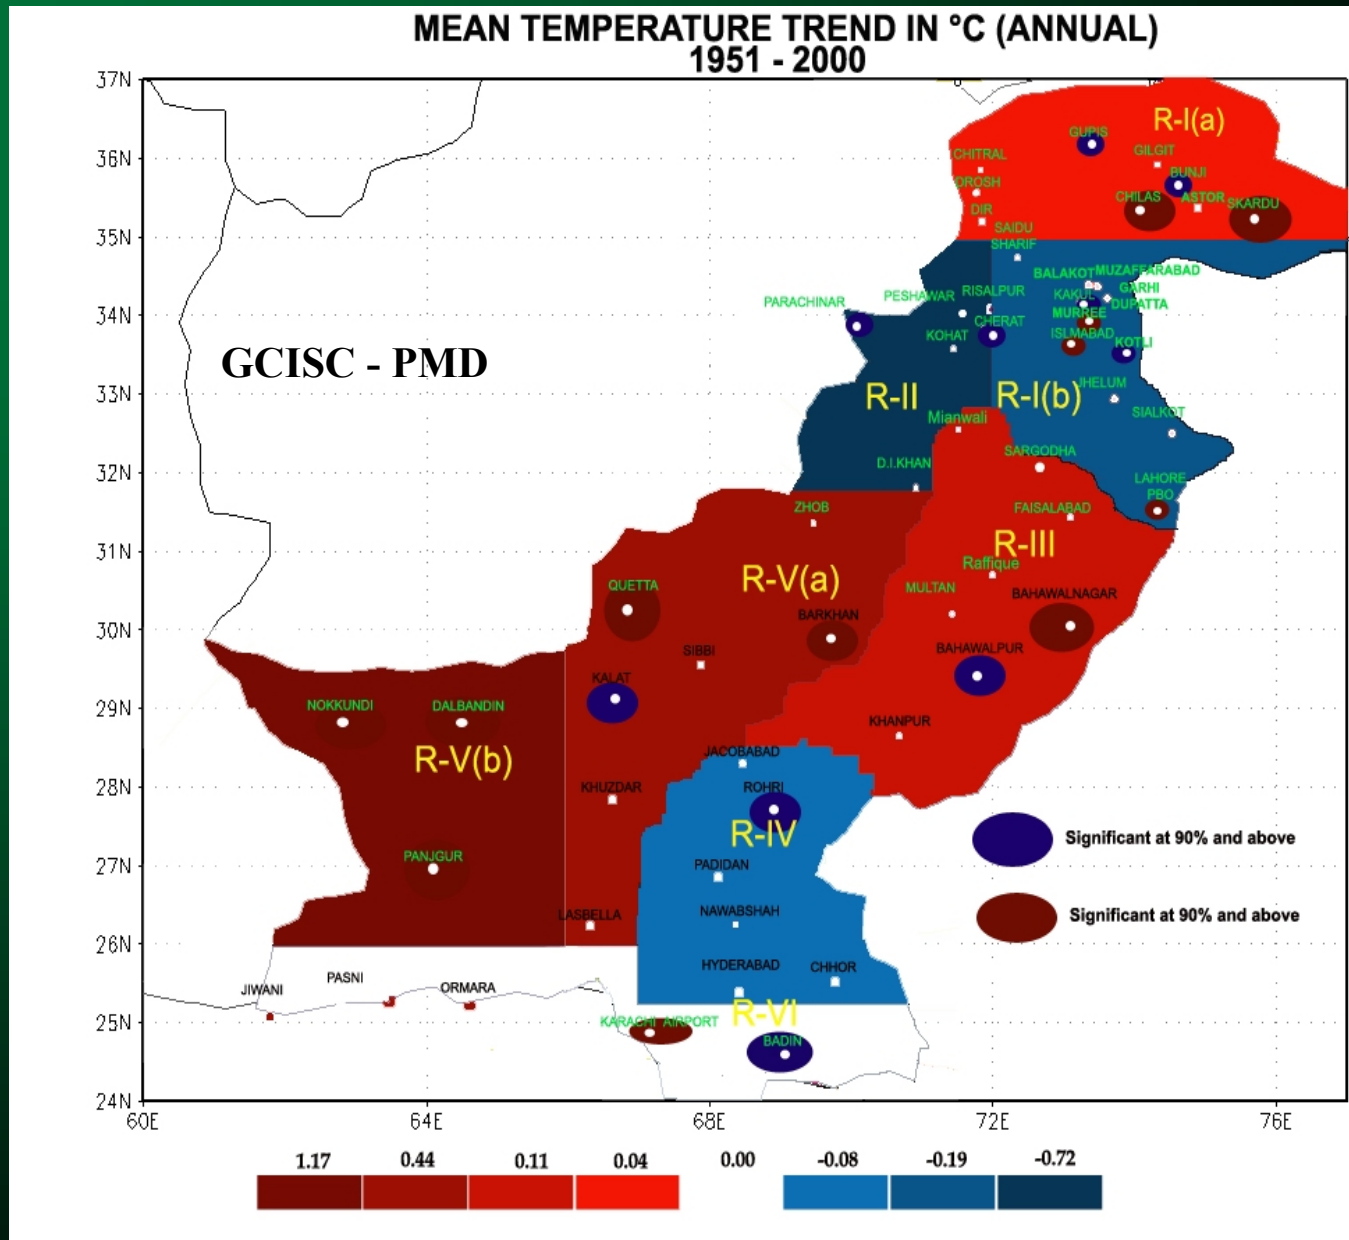 MEAN TEMPERATURE TREND IN °C (ANNUAL)
1951 - 2000
37N
36N
35N
34N
33N
32N
31N
30N
29N
28N
27N
26N
25N
24N
R-I(a)
GUPIS
GILGIT
CHITRAL
BUNJI
DROSH
CHILAS
ASTOR
SKARDU
DIR
SAIDU
SHARIF
BALAKOT
MUZAFFARABAD
GARHI
DUPATTA
PARACHINAR
PESHAWAR
RISALPUR
KAKUL
MURREE
CHERAT
KOHAT
ISLMABAD
KOTLI
GCISC - PMD
R-II
R-I(b)
JHELUM
Mianwali
SIALKOT
SARGODHA
D.I.KHAN
LAHORE
PBO
ZHOB
FAISALABAD
R-III
Raffique
R-V(a)
QUETTA
MULTAN
BAHAWALNAGAR
BARKHAN
SIBBI
BAHAWALPUR
KALAT
NOKKUNDI
DALBANDIN
KHANPUR
R-V(b)
JACOBABAD
KHUZDAR
ROHRI
R-IV
Significant at 90% and above
PANJGUR
PADIDAN
LASBELLA
NAWABSHAH
Significant at 90% and above
HYDERABAD
CHHOR
JIWANI
PASNI
ORMARA
R-VI
KARACHI AIRPORT
BADIN
60E 64E 68E 72E 76E
1.17 0.44 0.11 0.04 0.00 -0.08 -0.19 -0.72